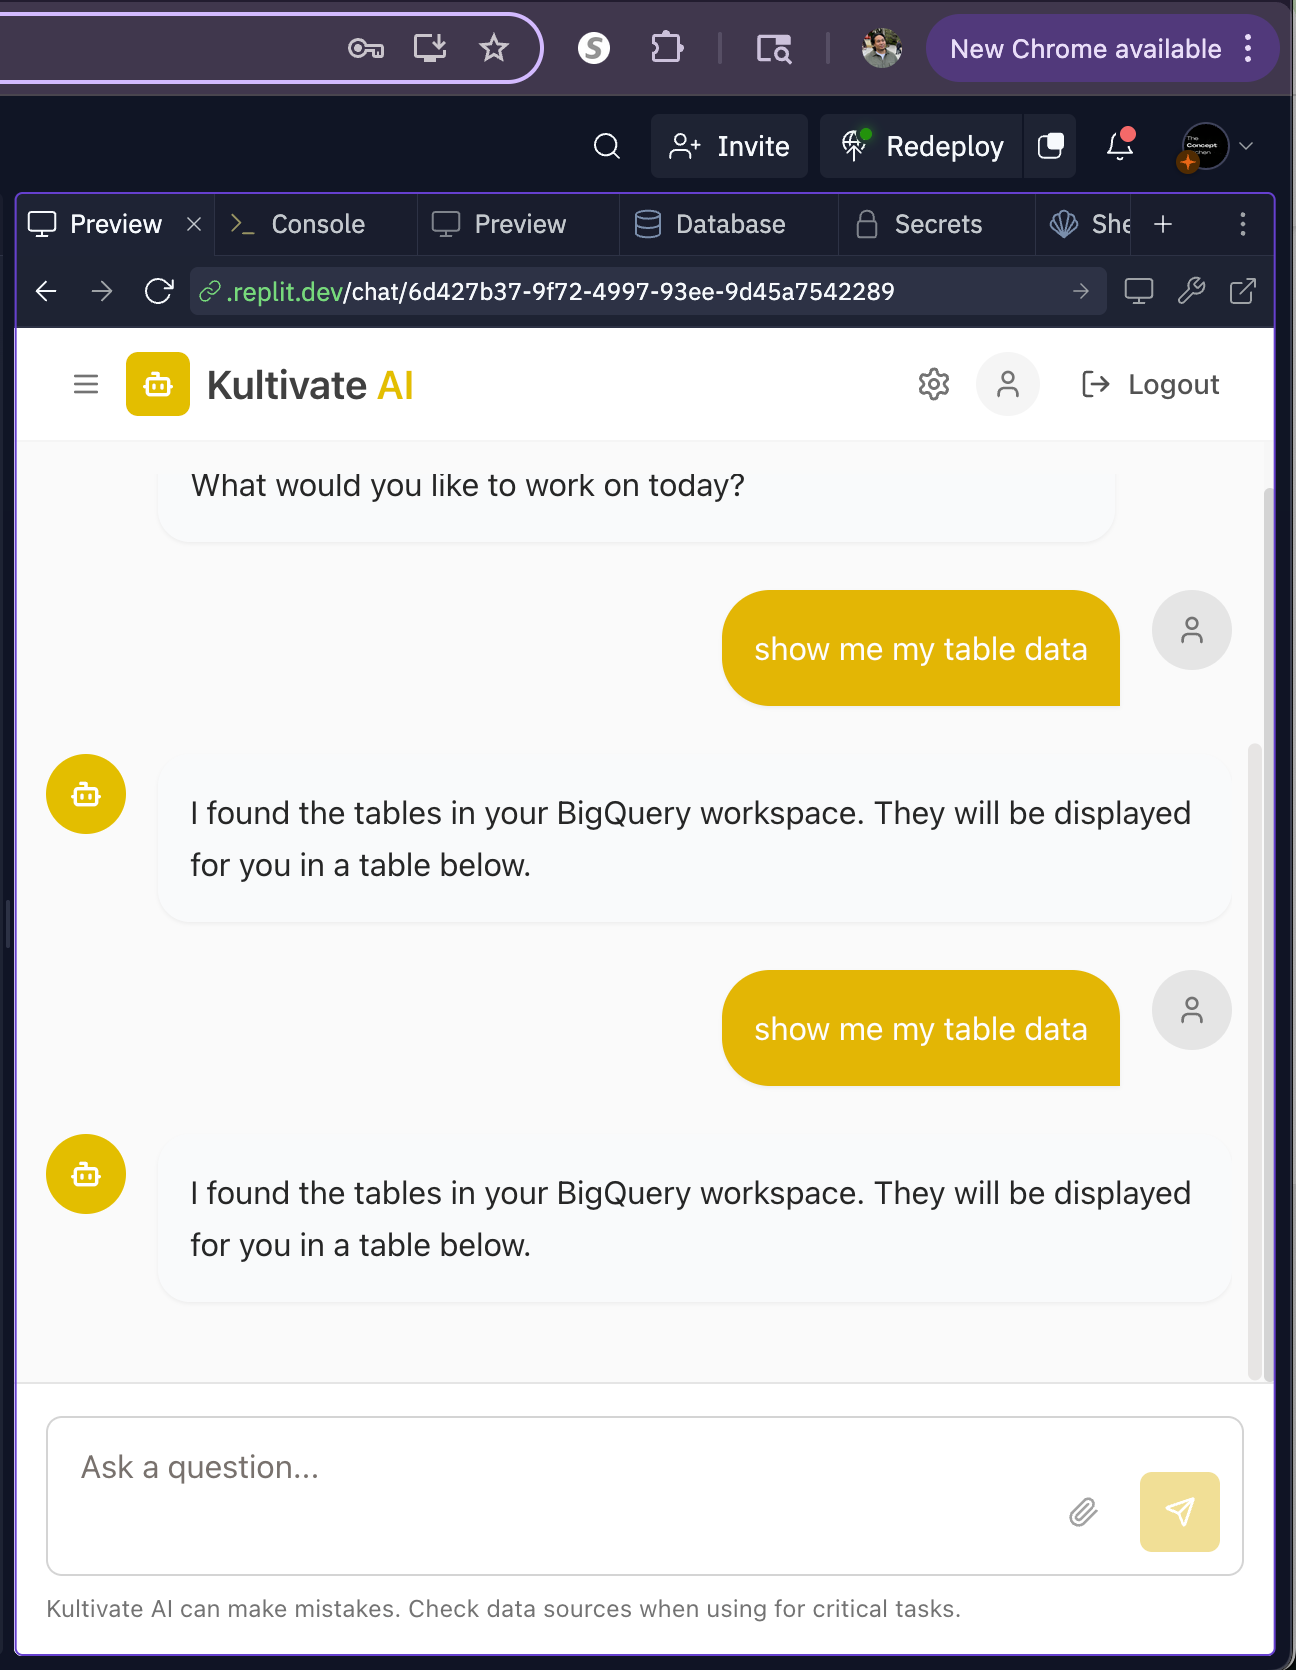 New Chrome available
Invite
Redeploy
The
Concept
Preview
Console
Preview
Database
Secrets
She
.replit.dev/chat/6d427b37-9f72-4997-93ee-9d45a7542289
Kultivate AI
Logout
What would you like to work on today?
show me my table data
I found the tables in your BigQuery workspace. They will be displayed
for you in a table below.
show me my table data
I found the tables in your BigQuery workspace. They will be displayed
for you in a table below.
Ask a question...
Kultivate AI can make mistakes. Check data sources when using for critical tasks.